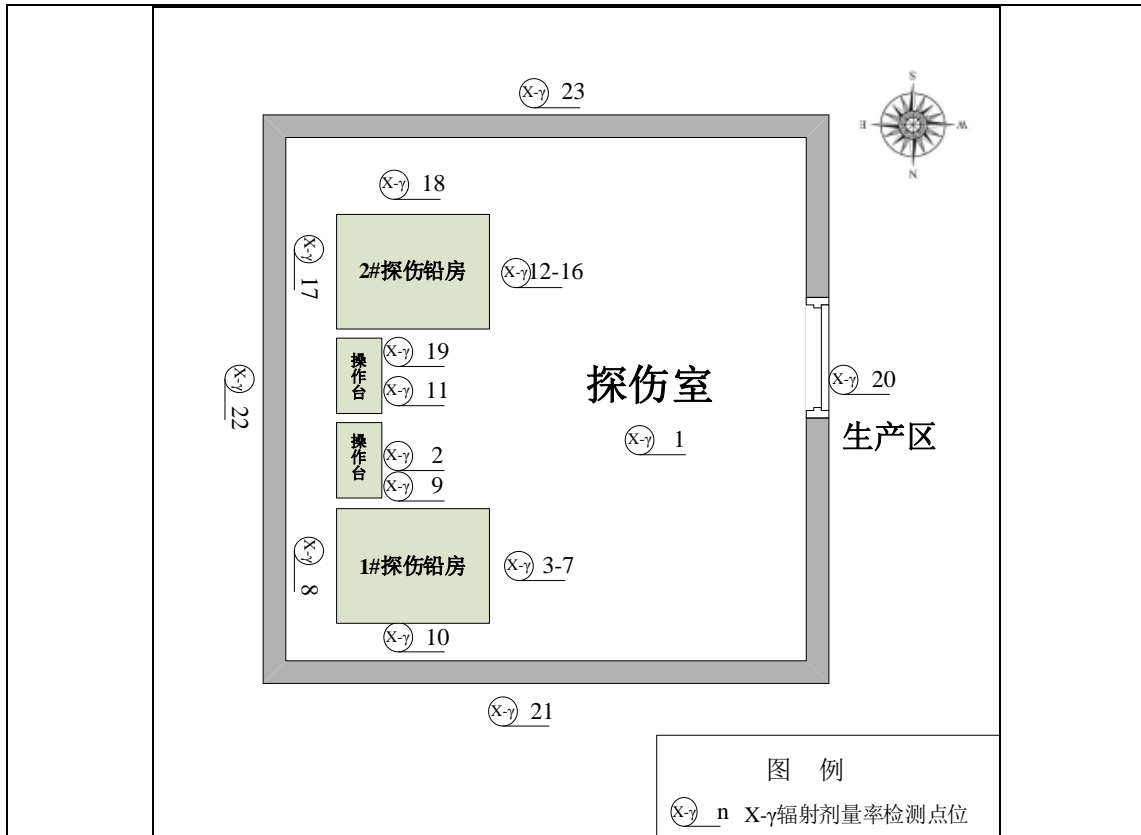 X-γ 23
S
E
W
N
X-γ 18
X-γ 17
2#探伤铅房
X-γ 12-16
操作台
X-γ 19
X-γ 11
探伤室
X-γ 20
X-γ 22
操作台
X-γ 2
X-γ 9
X-γ 1
生产区
X-γ 8
1#探伤铅房
X-γ 3-7
X-γ 10
X-γ 21
图 例
X-γ n X-γ辐射剂量率检测点位